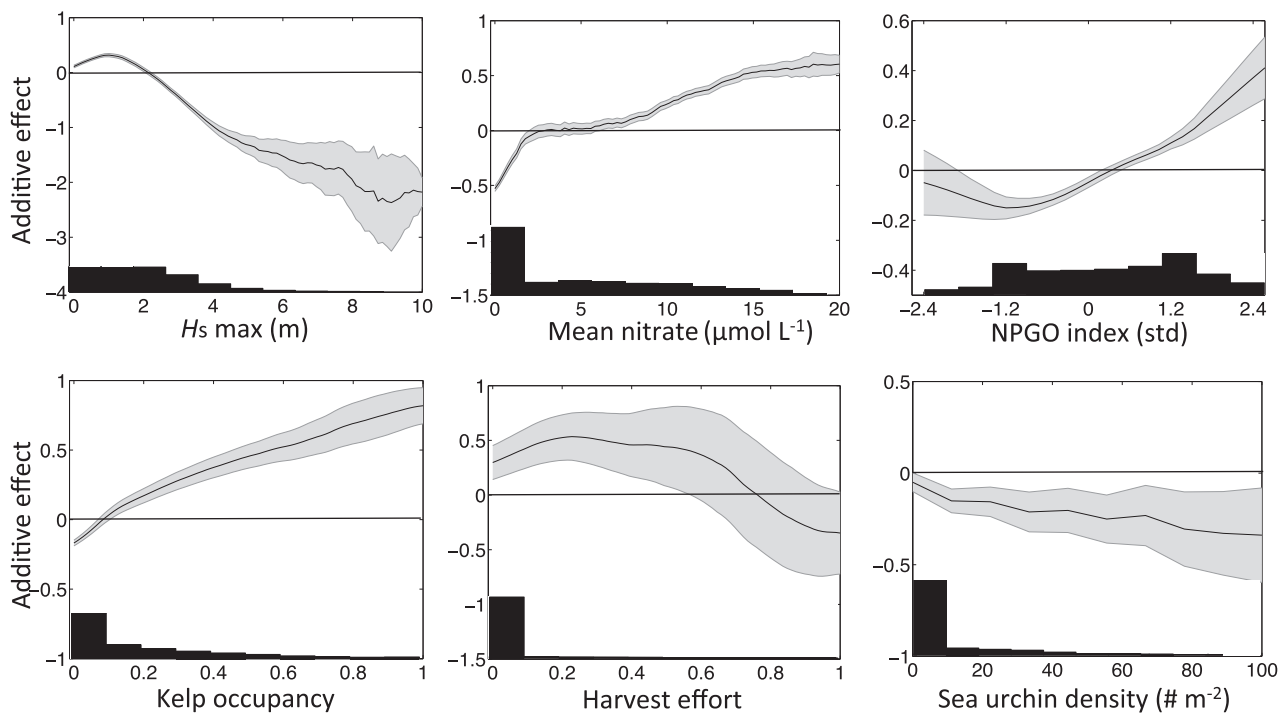 1
0
−1
−2
−3
−4
0 2 4 6 8 10
Additive effect
Hs max (m)
1
0.5
0
−0.5
−1
−1.5
0 5 10 15 20
Mean nitrate (μmol L-1)
0.6
0.4
0.2
0
−0.2
−0.4
−2.4 −1.2 0 1.2 2.4
NPGO index (std)
1
0.5
0
−0.5
−1
0 0.2 0.4 0.6 0.8 1
Additive effect
Kelp occupancy
1
0.5
0
−0.5
−1
−1.5
0 0.2 0.4 0.6 0.8 1
Harvest effort
0.5
0
−0.5
−1
0 20 40 60 80 100
Sea urchin density (# m-2)